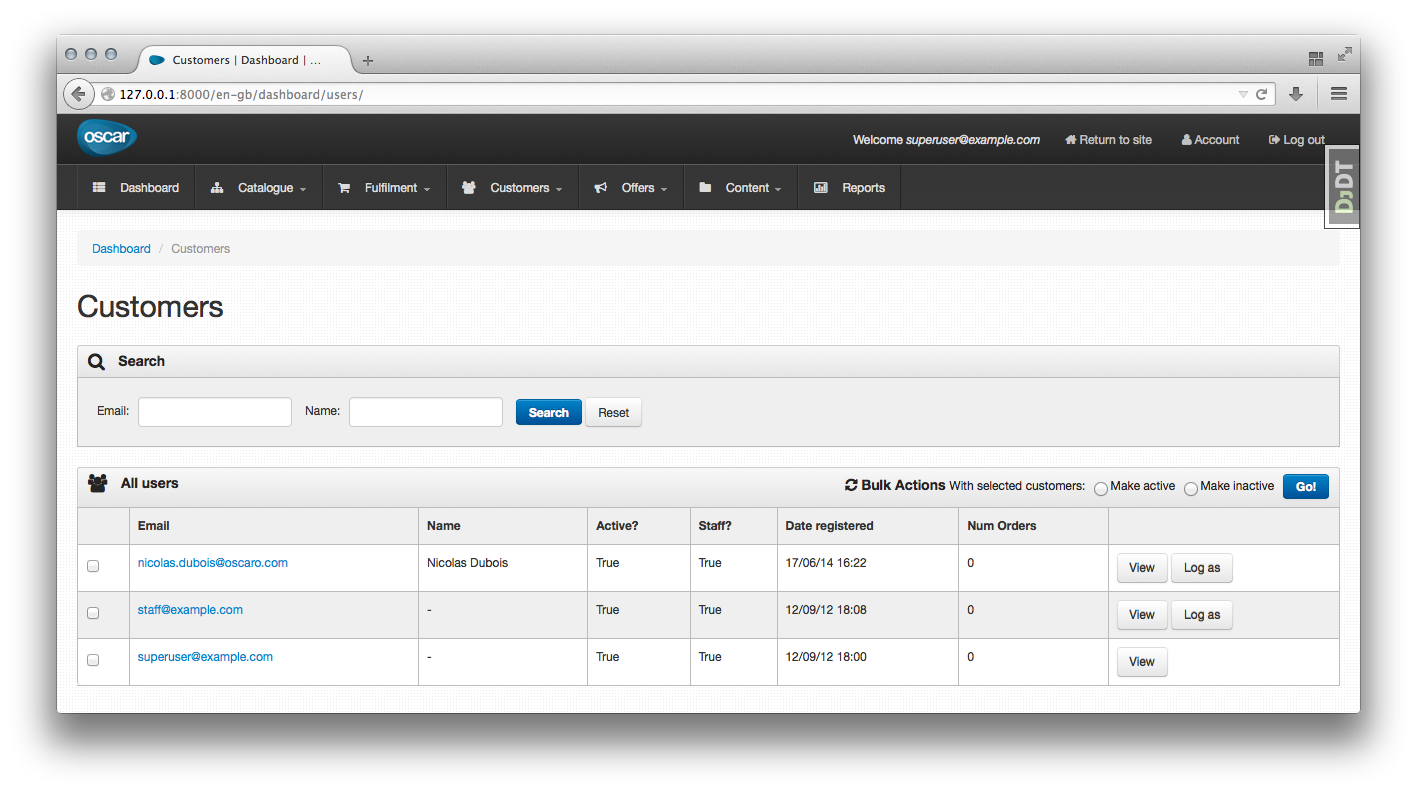 Customers | Dashboard | ...
127.0.0.1:8000/en-gb/dashboard/users/
oscar
Welcome superuser@example.com Return to site Account Log out
DJDT
Dashboard Catalogue Fulfilment Customers Offers Content Reports
Dashboard / Customers
Customers
Search
Email: Name: Search Reset
All users Bulk Actions With selected customers: Make active Make inactive Go!
Email Name Active? Staff? Date registered Num Orders
nicolas.dubois@oscaro.com Nicolas Dubois True True 17/06/14 16:22 0 View Log as
staff@example.com - True True 12/09/12 18:08 0 View Log as
superuser@example.com - True True 12/09/12 18:00 0 View